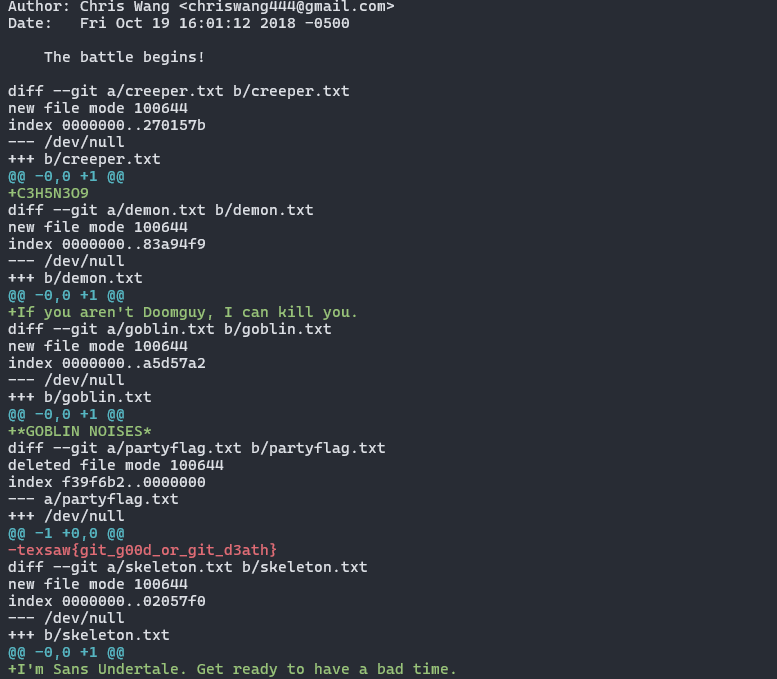 Author: Chris Wang <chriswang444@gmail.com>
Date:   Fri Oct 19 16:01:12 2018 -0500
    The battle begins!
diff --git a/creeper.txt b/creeper.txt
new file mode 100644
index 0000000..270157b
--- /dev/null
+++ b/creeper.txt
@@ -0,0 +1 @@
+C3H5N3O9
diff --git a/demon.txt b/demon.txt
new file mode 100644
index 0000000..83a94f9
--- /dev/null
+++ b/demon.txt
@@ -0,0 +1 @@
+If you aren't Doomguy, I can kill you.
diff --git a/goblin.txt b/goblin.txt
new file mode 100644
index 0000000..a5d57a2
--- /dev/null
+++ b/goblin.txt
@@ -0,0 +1 @@
+*GOBLIN NOISES*
diff --git a/partyflag.txt b/partyflag.txt
deleted file mode 100644
index f39f6b2..0000000
--- a/partyflag.txt
+++ /dev/null
@@ -1 +0,0 @@
-texsaw{git_g00d_or_git_d3ath}
diff --git a/skeleton.txt b/skeleton.txt
new file mode 100644
index 0000000..02057f0
--- /dev/null
+++ b/skeleton.txt
@@ -0,0 +1 @@
+I'm Sans Undertale. Get ready to have a bad time.